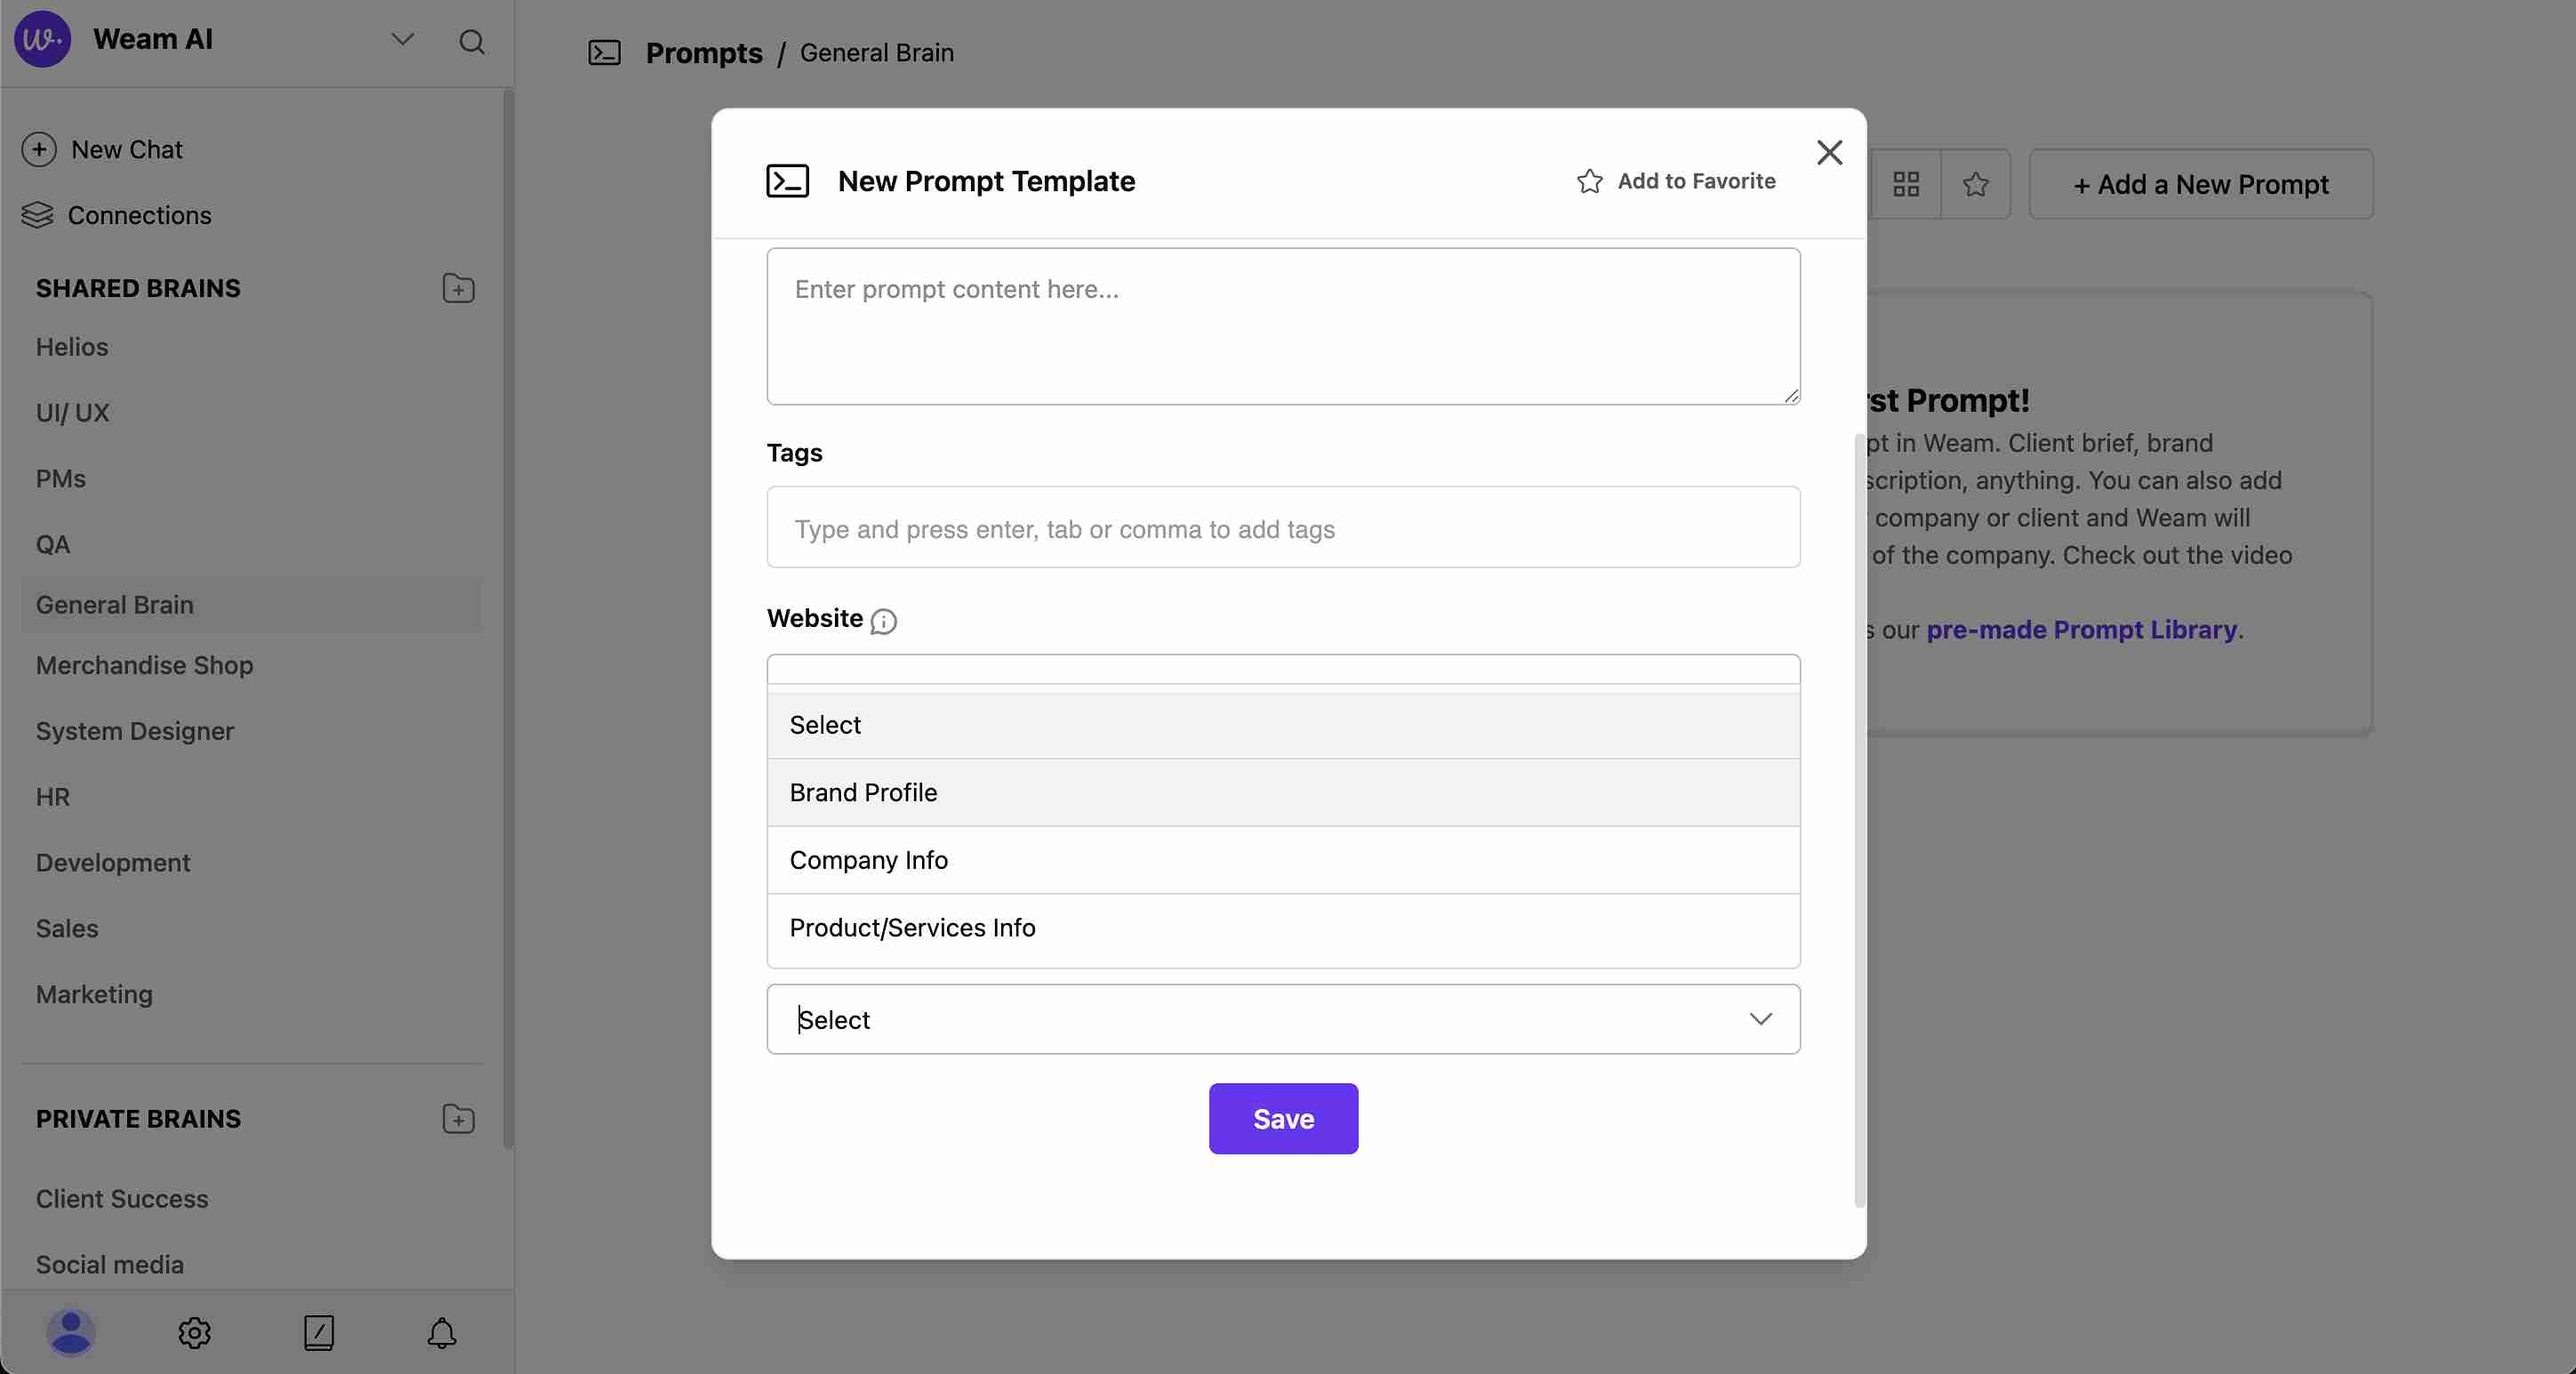 w.
Weam AI
New Chat
Connections
SHARED BRAINS
Helios
UI/ UX
PMs
QA
General Brain
Merchandise Shop
System Designer
HR
Development
Sales
Marketing
PRIVATE BRAINS
Client Success
Social media
Prompts / General Brain
+ Add a New Prompt
New Prompt Template
Add to Favorite
Enter prompt content here...
Tags
Type and press enter, tab or comma to add tags
Website
Select
Brand Profile
Company Info
Product/Services Info
Select
Save
Prompt!
in Weam. Client brief, brand
anything. You can also add
company or client and Weam will
of the company. Check out the video
our pre-made Prompt Library.